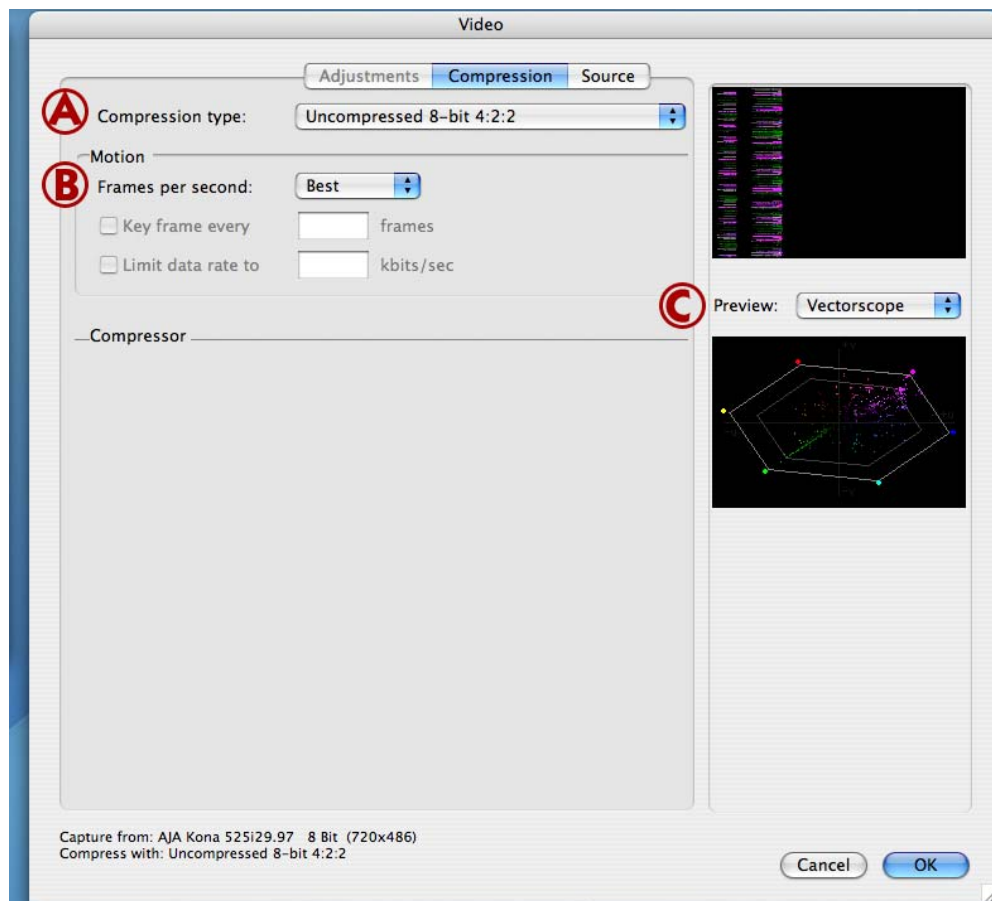 Video
Adjustments Compression Source
A Compression type: Uncompressed 8-bit 4:2:2
Motion
B Frames per second: Best
Key frame every frames
Limit data rate to kbits/sec
C Preview: Vectorscope
Compressor
Capture from: AJA Kona 525i29.97 8 Bit (720x486)
Compress with: Uncompressed 8-bit 4:2:2
Cancel OK